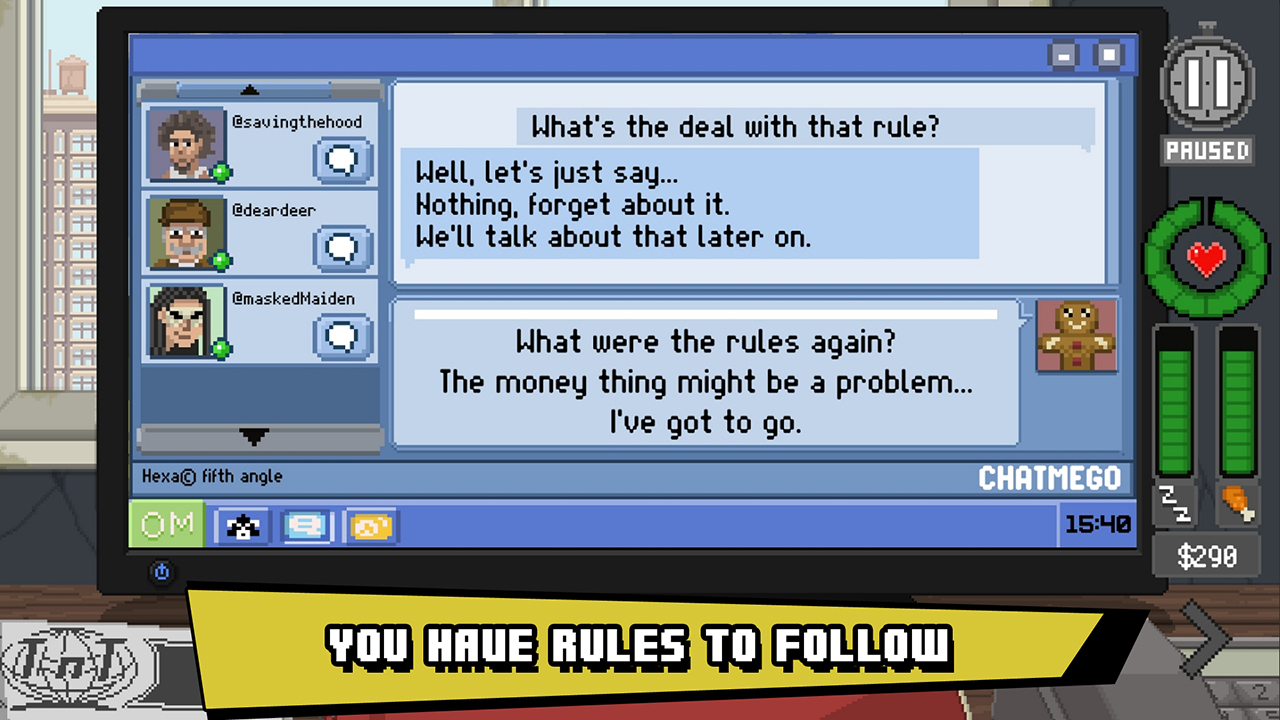 @savingthehood
What's the deal with that rule?
PAUSED
Well, let's just say...
Nothing, forget about it.
We'll talk about that later on.
@deardeer
@maskedMaiden
What were the rules again?
The money thing might be a problem...
I've got to go.
Hexa© fifth angle
CHATMEGO
z
z
OM
15:40
$290
YOU HAVE RULES TO FOLLOW
InT
2